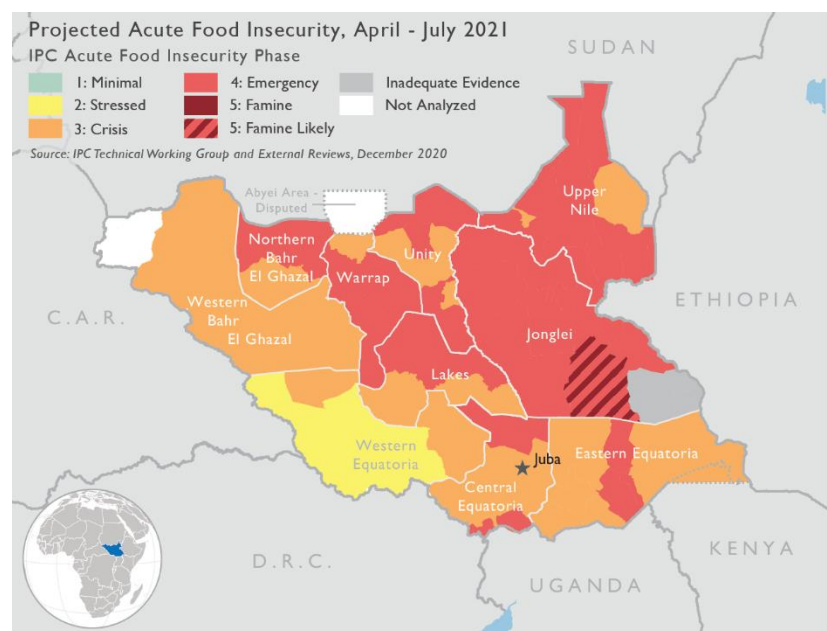 Projected Acute Food Insecurity, April - July 2021
IPC Acute Food Insecurity Phase
1: Minimal
2: Stressed
3: Crisis
4: Emergency
5: Famine
5: Famine Likely
Inadequate Evidence
Not Analyzed
Source: IPC Technical Working Group and External Reviews, December 2020
SUDAN
Abyei Area -
Disputed
Upper
Nile
Northern
Bahr
El Ghazal
Warrap
Unity
ETHIOPIA
C.A.R.
Western
Bahr
El Ghazal
Jonglei
Lakes
Western
Equatoria
Juba
Eastern Equatoria
Central
Equatoria
D.R.C.
KENYA
UGANDA